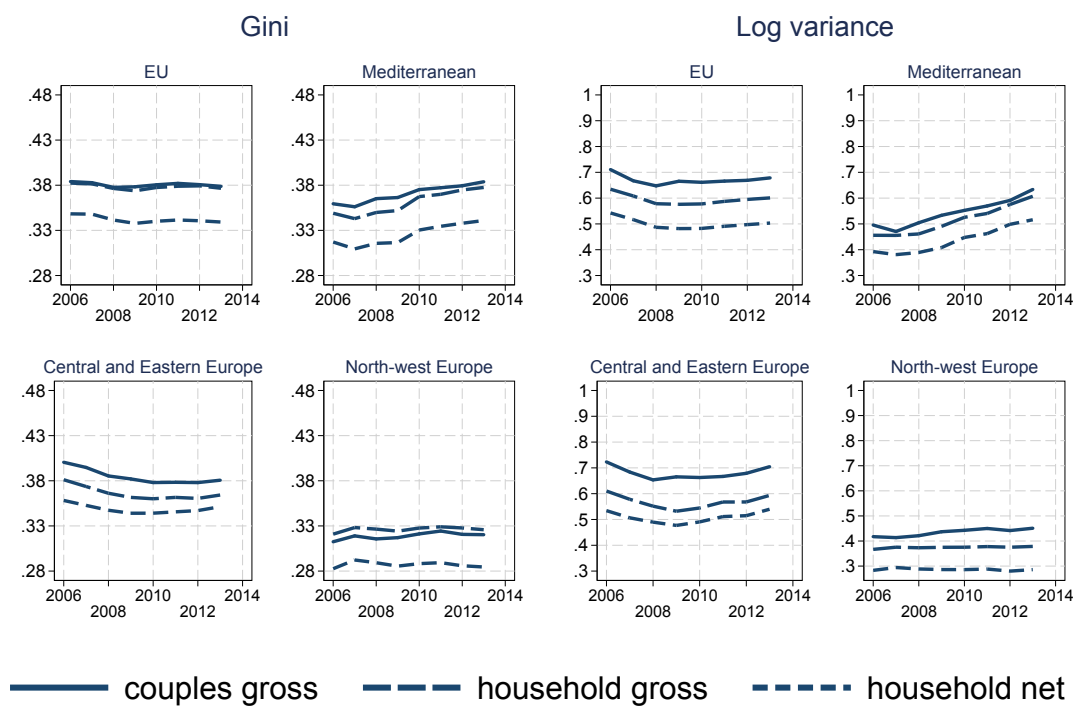 Gini
Log variance
EU
Mediterranean
EU
Mediterranean
.48
.43
.38
.33
.28
2006 2010 2014
2008 2012
.48
.43
.38
.33
.28
2006 2010 2014
2008 2012
1
.9
.8
.7
.6
.5
.4
.3
2006 2010 2014
2008 2012
1
.9
.8
.7
.6
.5
.4
.3
2006 2010 2014
2008 2012
Central and Eastern Europe
North-west Europe
Central and Eastern Europe
North-west Europe
.48
.43
.38
.33
.28
2006 2010 2014
2008 2012
.48
.43
.38
.33
.28
2006 2010 2014
2008 2012
1
.9
.8
.7
.6
.5
.4
.3
2006 2010 2014
2008 2012
1
.9
.8
.7
.6
.5
.4
.3
2006 2010 2014
2008 2012
couples gross
household gross
household net